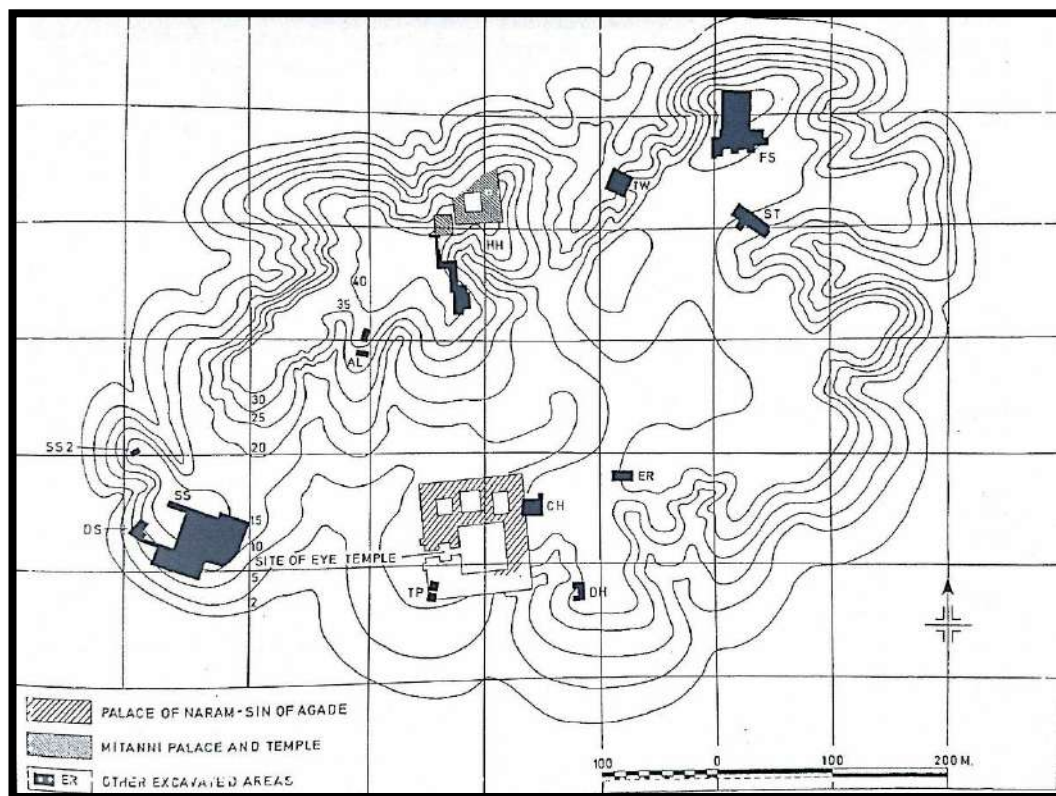 FS
TW
ST
HH
40
35
AL
30
25
20
SS2
SS
ER
DS
15
CH
10
SITE OF EYE TEMPLE
5
2
TP
DH
PALACE OF NARAM-SIN OF AGADE
MITANNI PALACE AND TEMPLE
ER OTHER EXCAVATED AREAS
100 0 100 200 M.